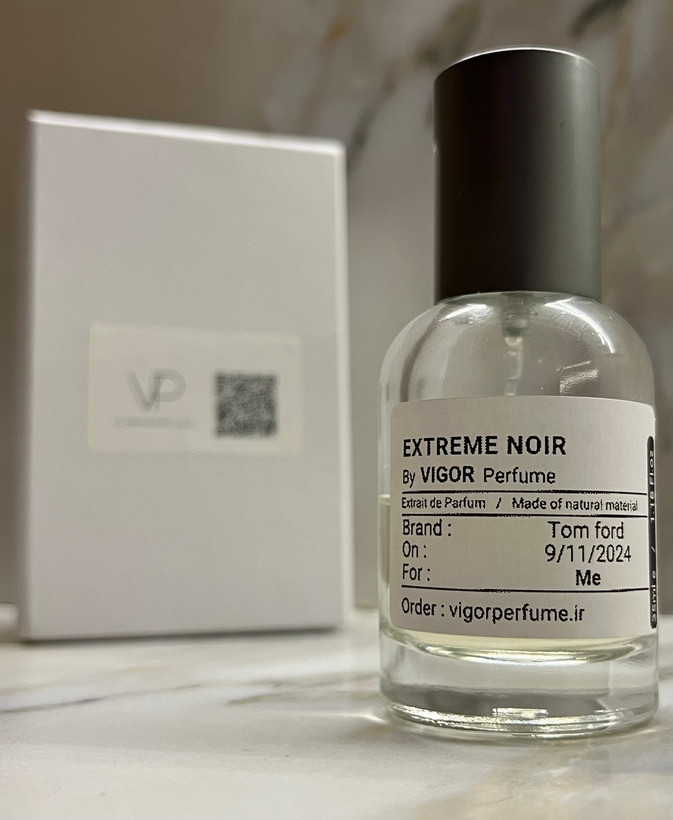 VP
EXTREME NOIR
By VIGOR Perfume
Extrait de Parfum / Made of natural material
Brand : Tom ford
On : 9/11/2024
For : Me
Order : vigorperfume.ir